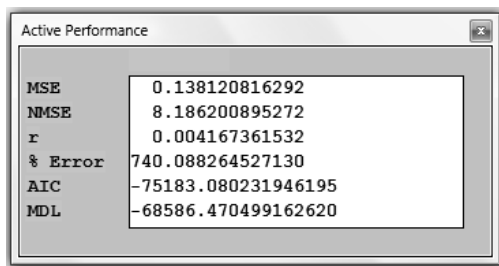 Active Performance
MSE 0.138120816292
NMSE 8.186200895272
r 0.004167361532
% Error 740.088264527130
AIC -75183.080231946195
MDL -68586.470499162620